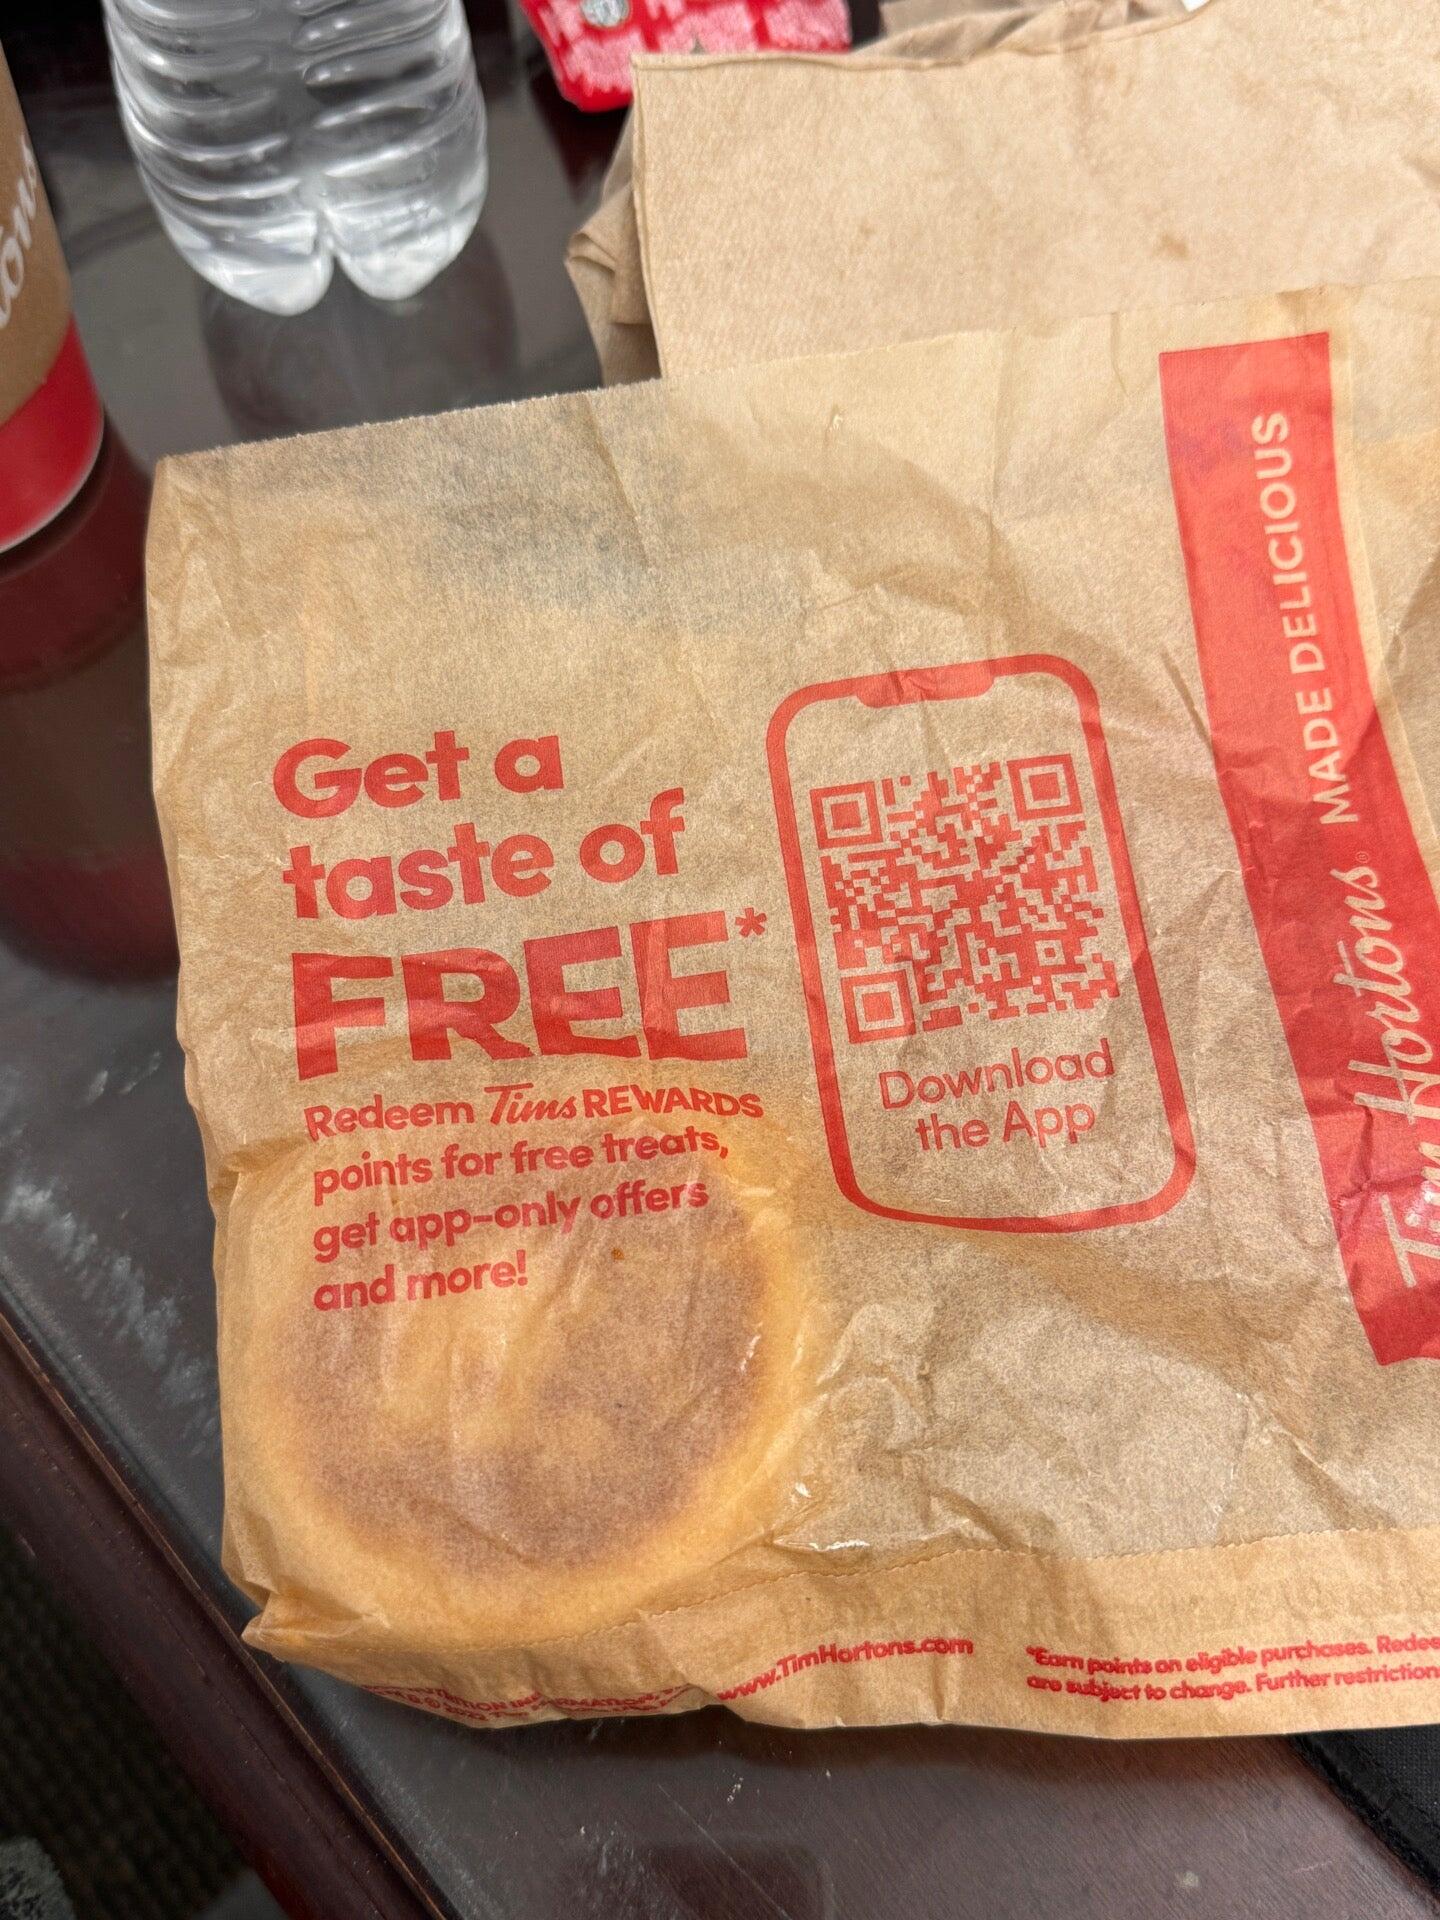 Get a
taste of
FREE*
Redeem Tims REWARDS
points for free treats,
get app-only offers
and more!
Download
the App
Tim Hortons® MADE DELICIOUS
www.TimHortons.com
*Earn points on eligible purchases.
are subject to change. Further